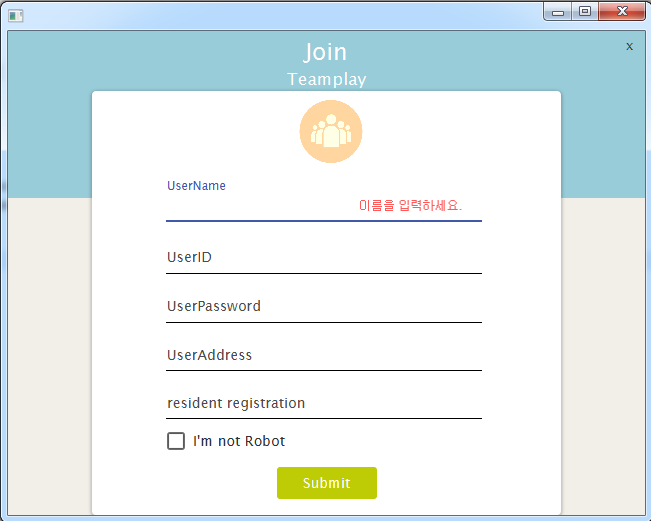 Join
x
Teamplay
UserName
이름을 입력하세요.
UserID
UserPassword
UserAddress
resident registration
I'm not Robot
Submit